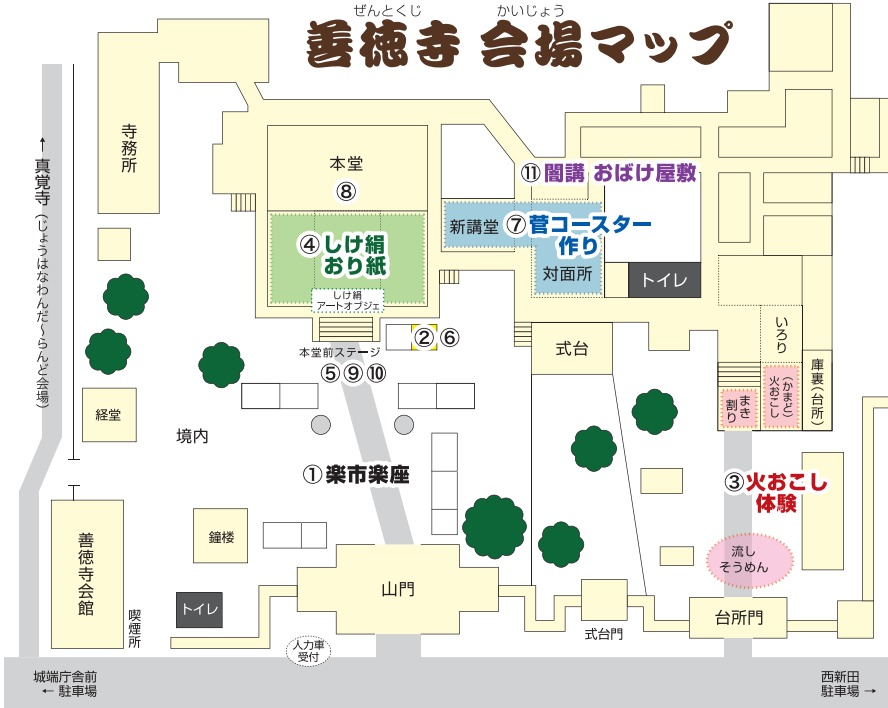 ぜんとくじ かいじょう
善徳寺 会場マップ
寺務所
← 真覚寺(じょうはなわんだ~らんど会場)
本堂
⑧
⑪ 闇講 おばけ屋敷
新講堂
⑦ 菅コースター
作り
対面所
トイレ
④ しけ絹
おり紙
しけ絹
アートオブジェ
② ⑥
本堂前ステージ
⑤ ⑨ ⑩
式台
いろり
庫裏(台所)
まき
割り
(かまど)
火おこし
経堂
境内
① 楽市楽座
③ 火おこし
体験
善徳寺会館
鐘楼
流し
そうめん
山門
トイレ
喫煙所
台所門
式台門
人力車
受付
城端庁舎前
← 駐車場
西新田
駐車場 →